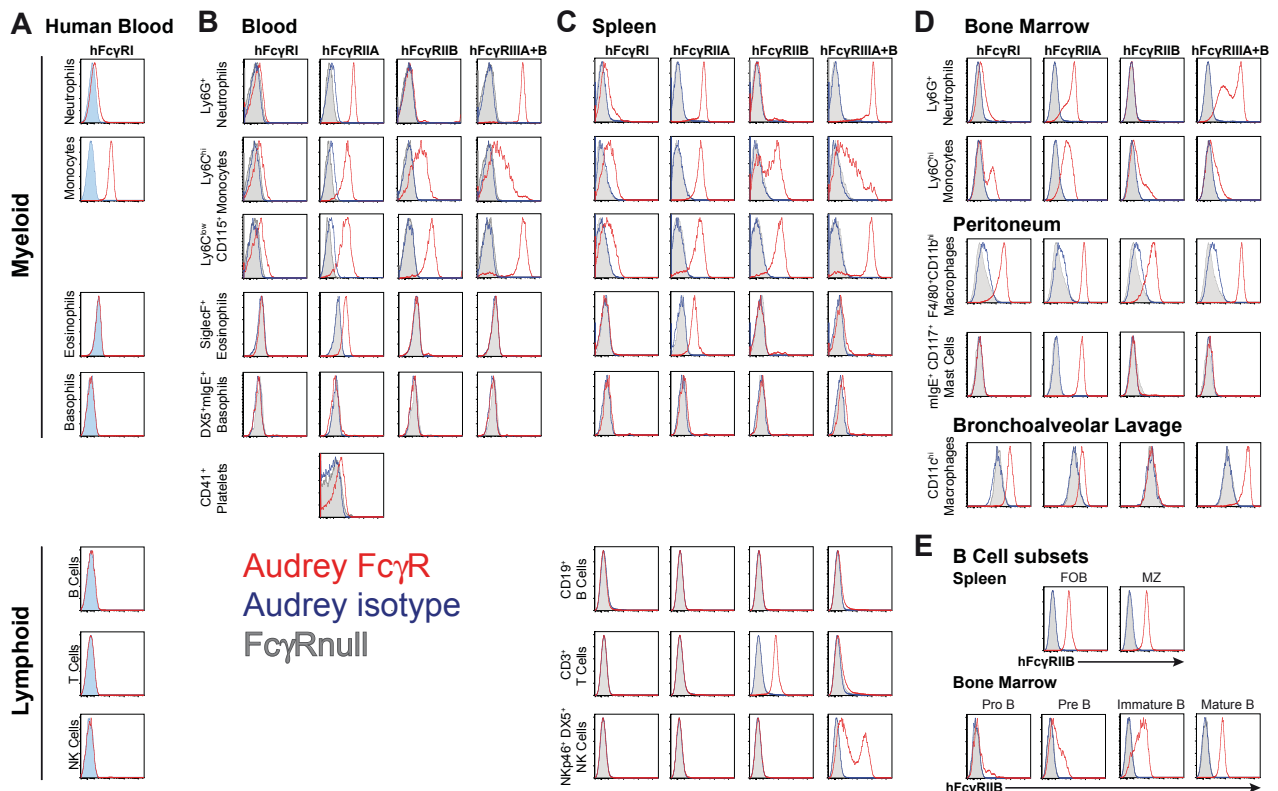 A Human Blood
hFcγRI
Myeloid
Neutrophils
Monocytes
Eosinophils
Basophils
Lymphoid
B Cells
T Cells
NK Cells
B Blood
hFcγRI hFcγRIIA hFcγRIIB hFcγRIIIA+B
Ly6G⁺
Neutrophils
Ly6Cʰⁱ
Monocytes
Ly6Cˡᵒʷ
CD115⁺
SiglecF⁺
Eosinophils
DX5⁺mIgE⁺
Basophils
CD41⁺
Platelets
Audrey FcγR
Audrey isotype
FcγRnull
C Spleen
hFcγRI hFcγRIIA hFcγRIIB hFcγRIIIA+B
CD19⁺
B Cells
CD3⁺
T Cells
NKp46⁺ DX5⁺
NK Cells
D Bone Marrow
hFcγRI hFcγRIIA hFcγRIIB hFcγRIIIA+B
Ly6G⁺
Neutrophils
Ly6Cʰⁱ
Monocytes
Peritoneum
F4/80⁺CD11bʰⁱ
Macrophages
mIgE⁺ CD117⁺
Mast Cells
Bronchoalveolar Lavage
CD11cʰⁱ
Macrophages
E B Cell subsets
Spleen
FOB MZ
hFcγRIIB
Bone Marrow
Pro B Pre B Immature B Mature B
hFcγRIIB